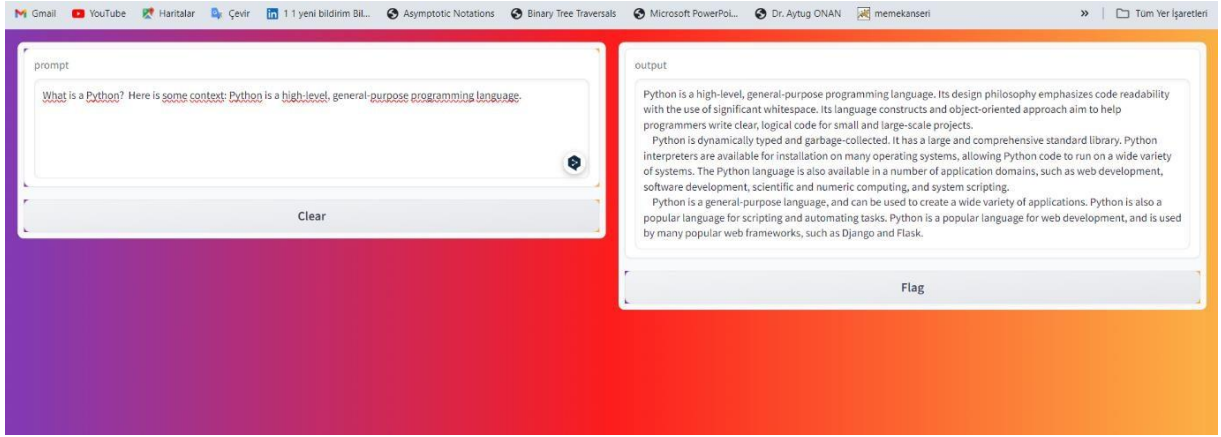 Gmail YouTube Haritalar Çevir 1 1 yeni bildirim Bil... Asymptotic Notations Binary Tree Traversals Microsoft PowerPoi... Dr. Aytug ONAN memekanseri » Tüm Yer İşaretleri
prompt
What is a Python? Here is some context: Python is a high-level, general-purpose programming language.
Clear
output
Python is a high-level, general-purpose programming language. Its design philosophy emphasizes code readability
with the use of significant whitespace. Its language constructs and object-oriented approach aim to help
programmers write clear, logical code for small and large-scale projects.
Python is dynamically typed and garbage-collected. It has a large and comprehensive standard library. Python
interpreters are available for installation on many operating systems, allowing Python code to run on a wide variety
of systems. The Python language is also available in a number of application domains, such as web development,
software development, scientific and numeric computing, and system scripting.
Python is a general-purpose language, and can be used to create a wide variety of applications. Python is also a
popular language for scripting and automating tasks. Python is a popular language for web development, and is used
by many popular web frameworks, such as Django and Flask.
Flag